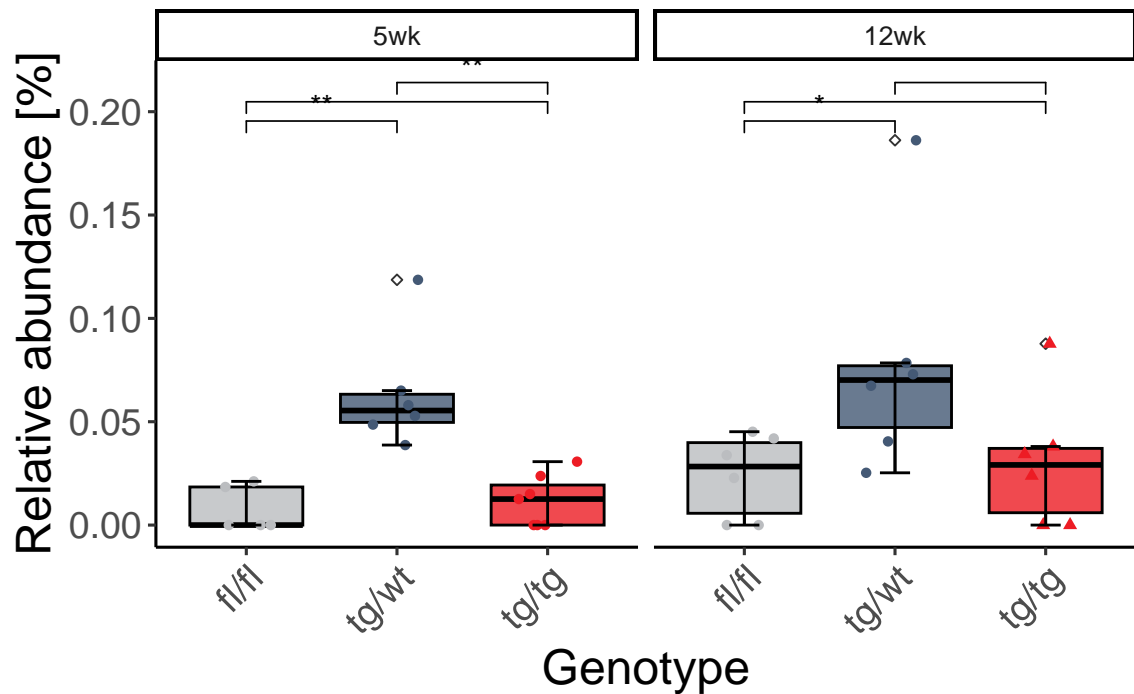 5wk 12wk
** 
** *
0.20
0.15
0.10
0.05
0.00
Relative abundance [%]
fl/fl tg/wt tg/tg fl/fl tg/wt tg/tg
Genotype